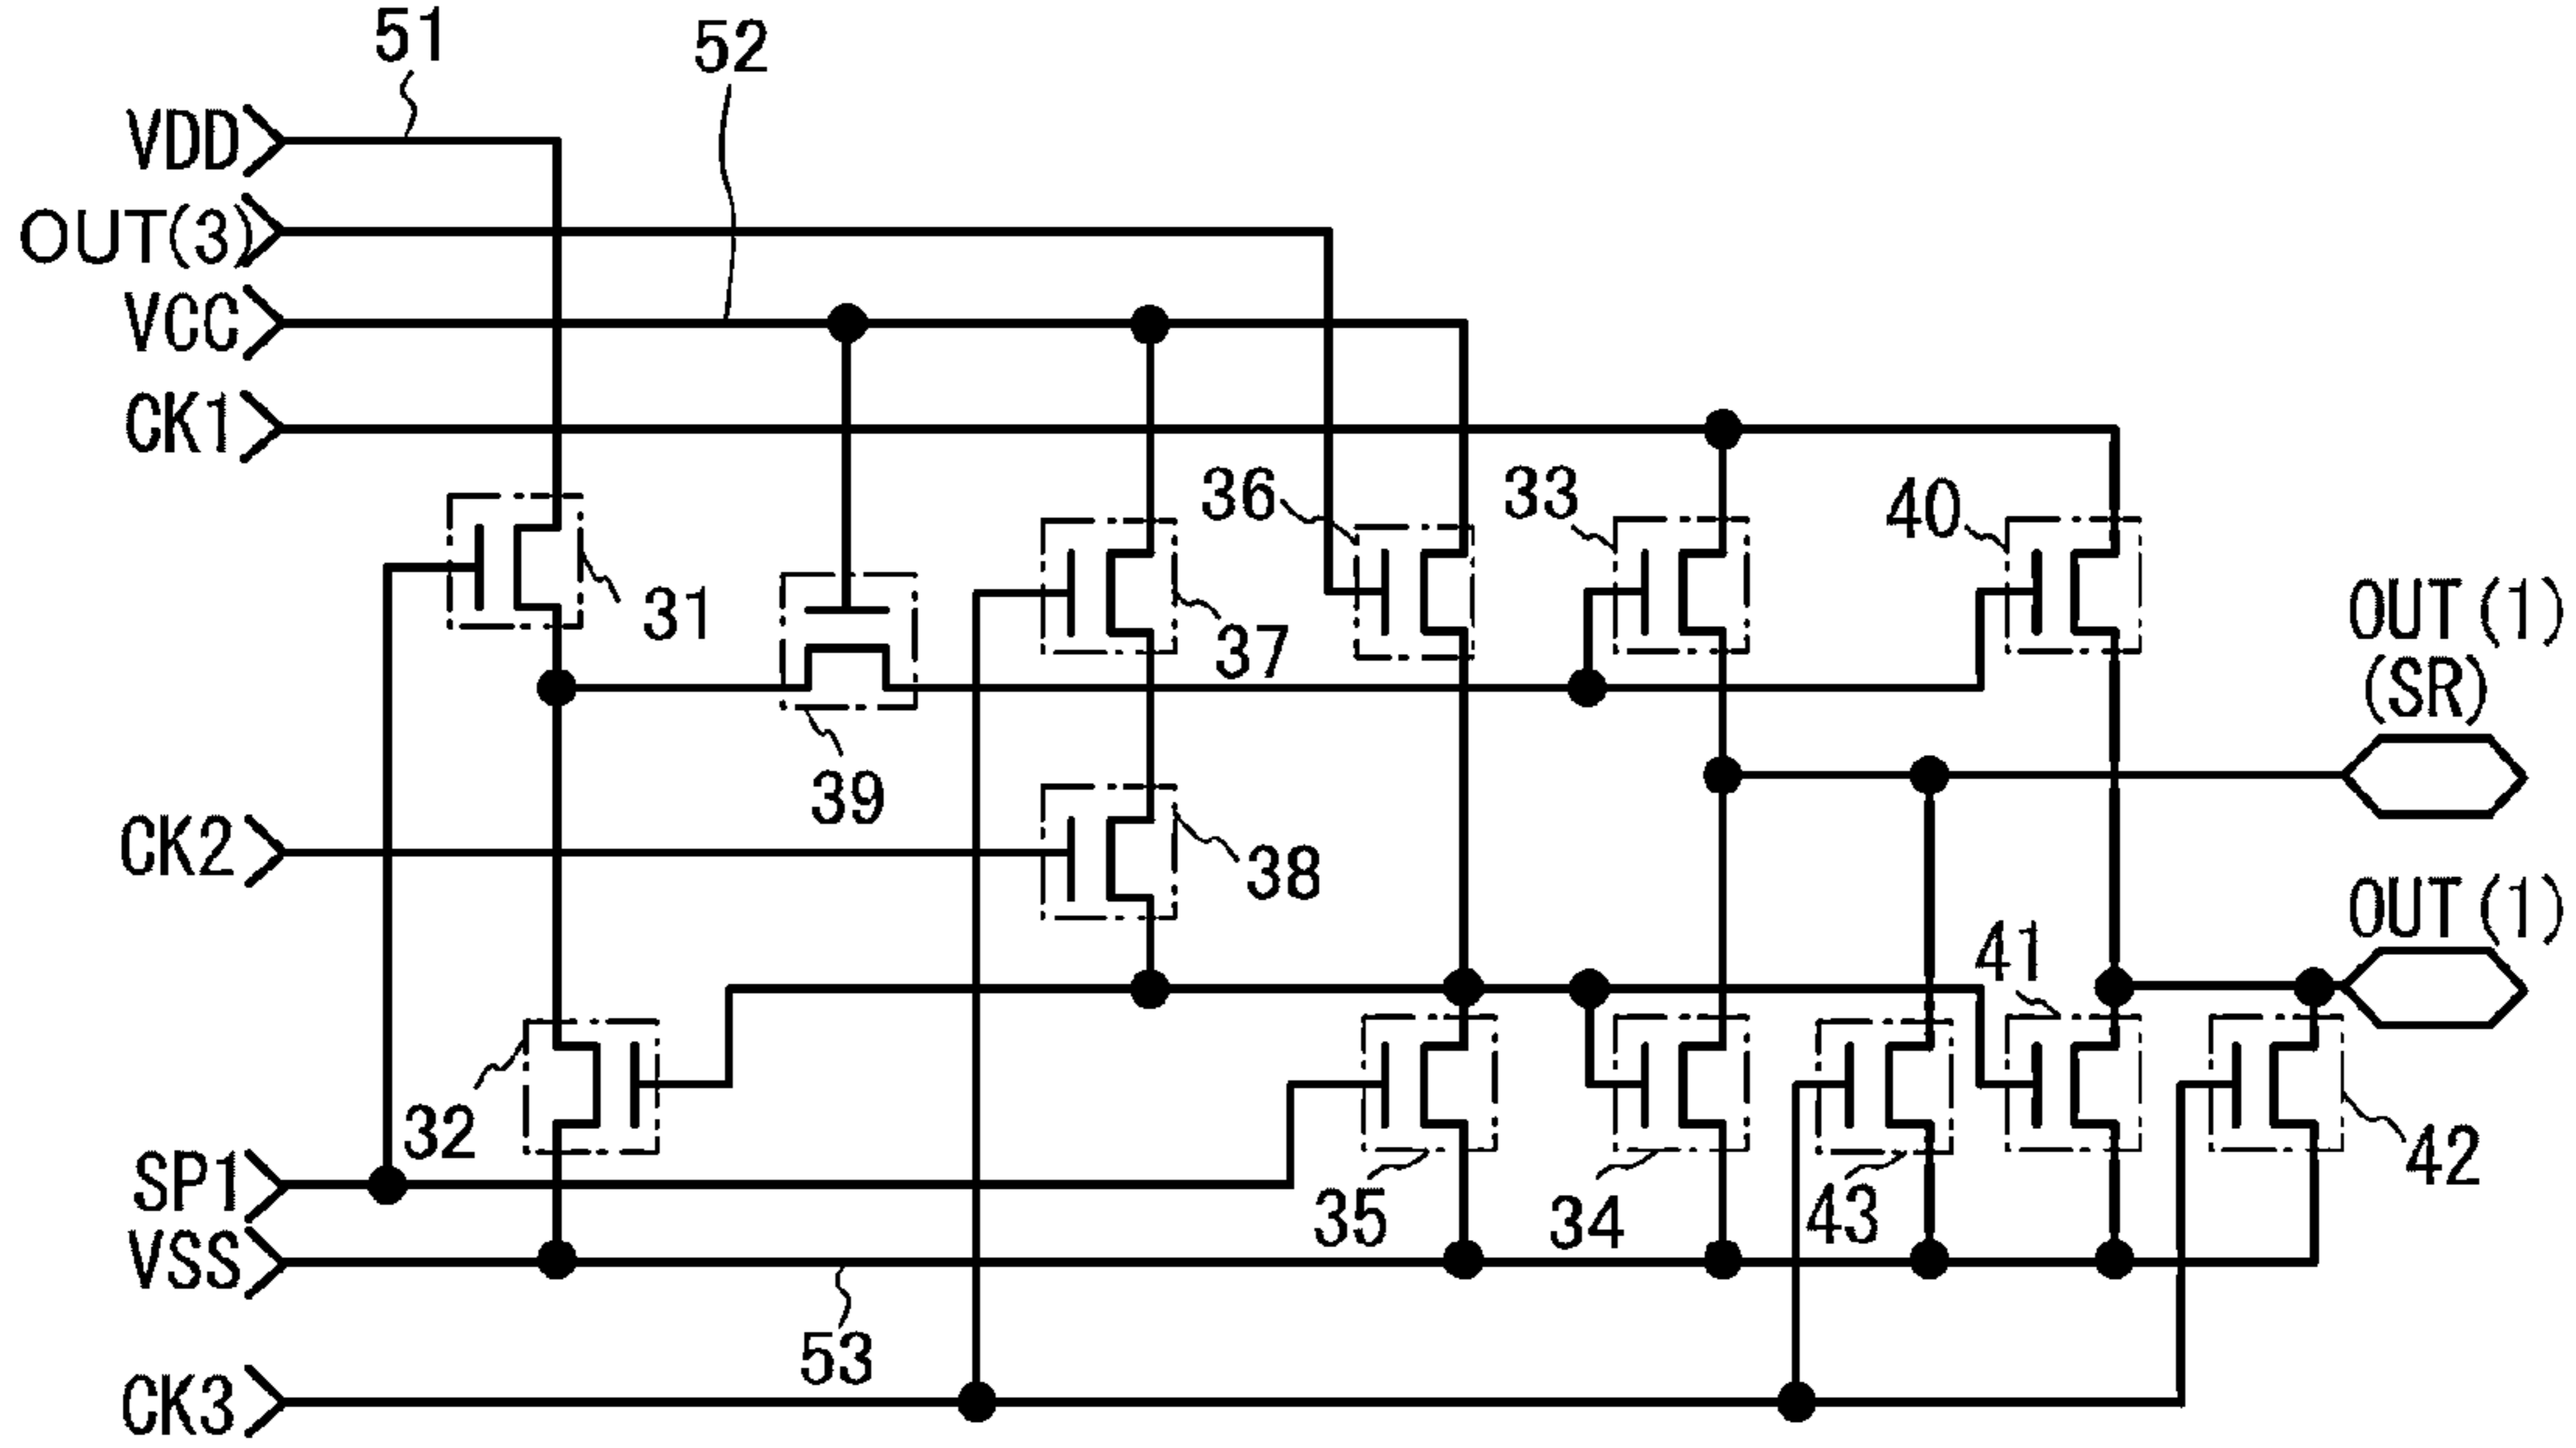 51
52
VDD
OUT(3)
VCC
CK1
36
33
40
31
37
OUT(1)
(SR)
39
CK2
38
OUT(1)
41
32
SP1
35
34
43
42
VSS
53
CK3